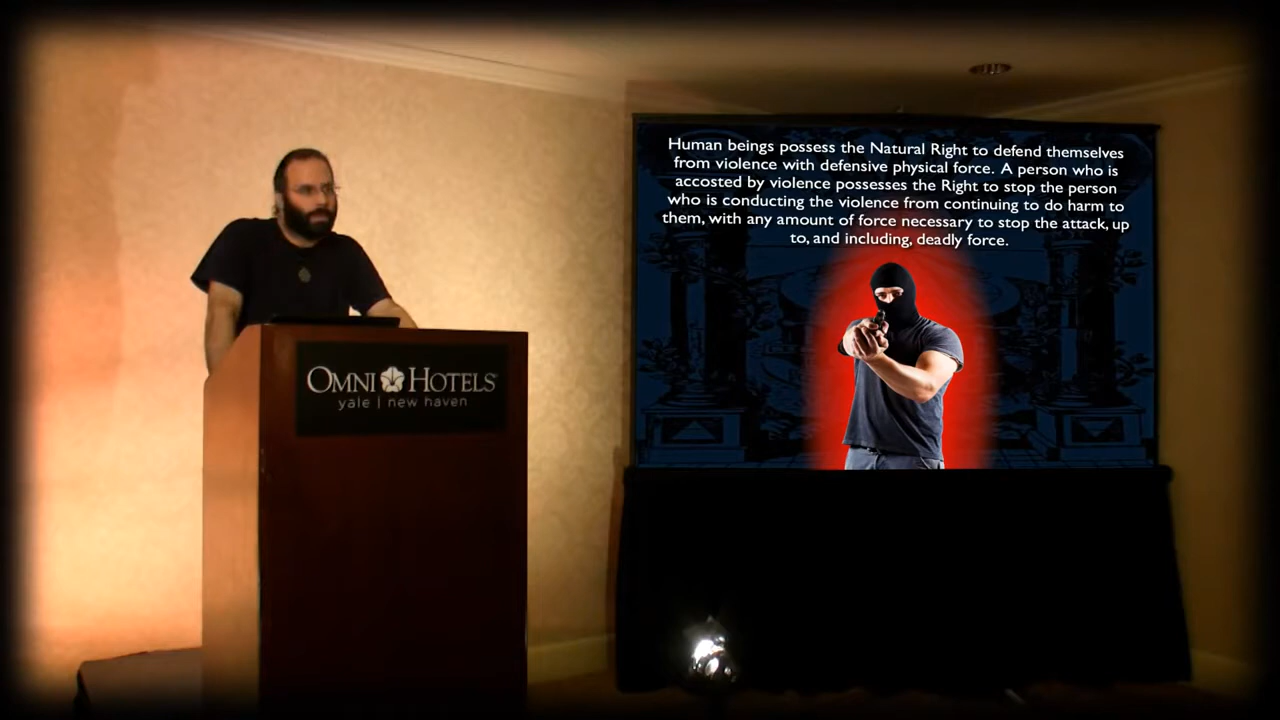 Human beings possess the Natural Right to defend themselves
from violence with defensive physical force. A person who is
accosted by violence possesses the Right to stop the person
who is conducting the violence from continuing to do harm to
them, with any amount of force necessary to stop the attack, up
to, and including, deadly force.
OMNI HOTELS
yale | new haven